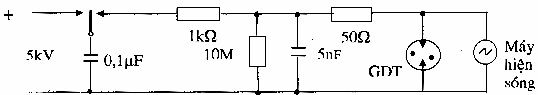 +
5kV
0,1µF
1kΩ
10M
5nF
50Ω
GDT
Máy
hiện
sóng